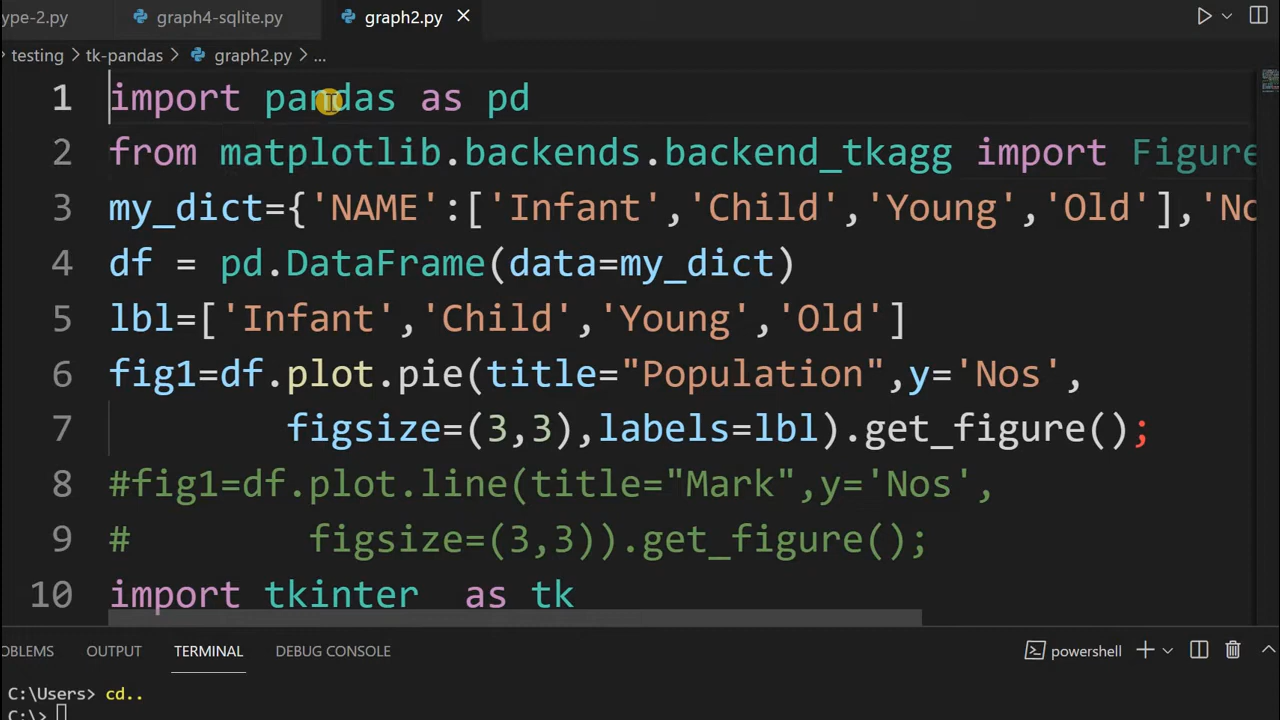 ype-2.py graph4-sqlite.py graph2.py ×
testing > tk-pandas > graph2.py > ...
1 import pandas as pd
2 from matplotlib.backends.backend_tkagg import Figure
3 my_dict={'NAME':['Infant','Child','Young','Old'],'No
4 df = pd.DataFrame(data=my_dict)
5 lbl=['Infant','Child','Young','Old']
6 fig1=df.plot.pie(title="Population",y='Nos',
7 figsize=(3,3),labels=lbl).get_figure();
8 #fig1=df.plot.line(title="Mark",y='Nos',
9 # figsize=(3,3)).get_figure();
10 import tkinter as tk
OBLEMS OUTPUT TERMINAL DEBUG CONSOLE powershell
C:\Users> cd..
C:\>